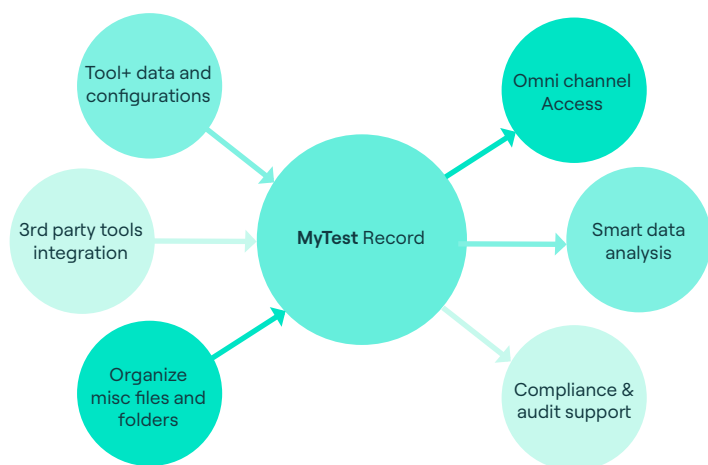 Tool+ data and
configurations
3rd party tools
integration
Organize
misc files and
folders
MyTest Record
Omni channel
Access
Smart data
analysis
Compliance &
audit support